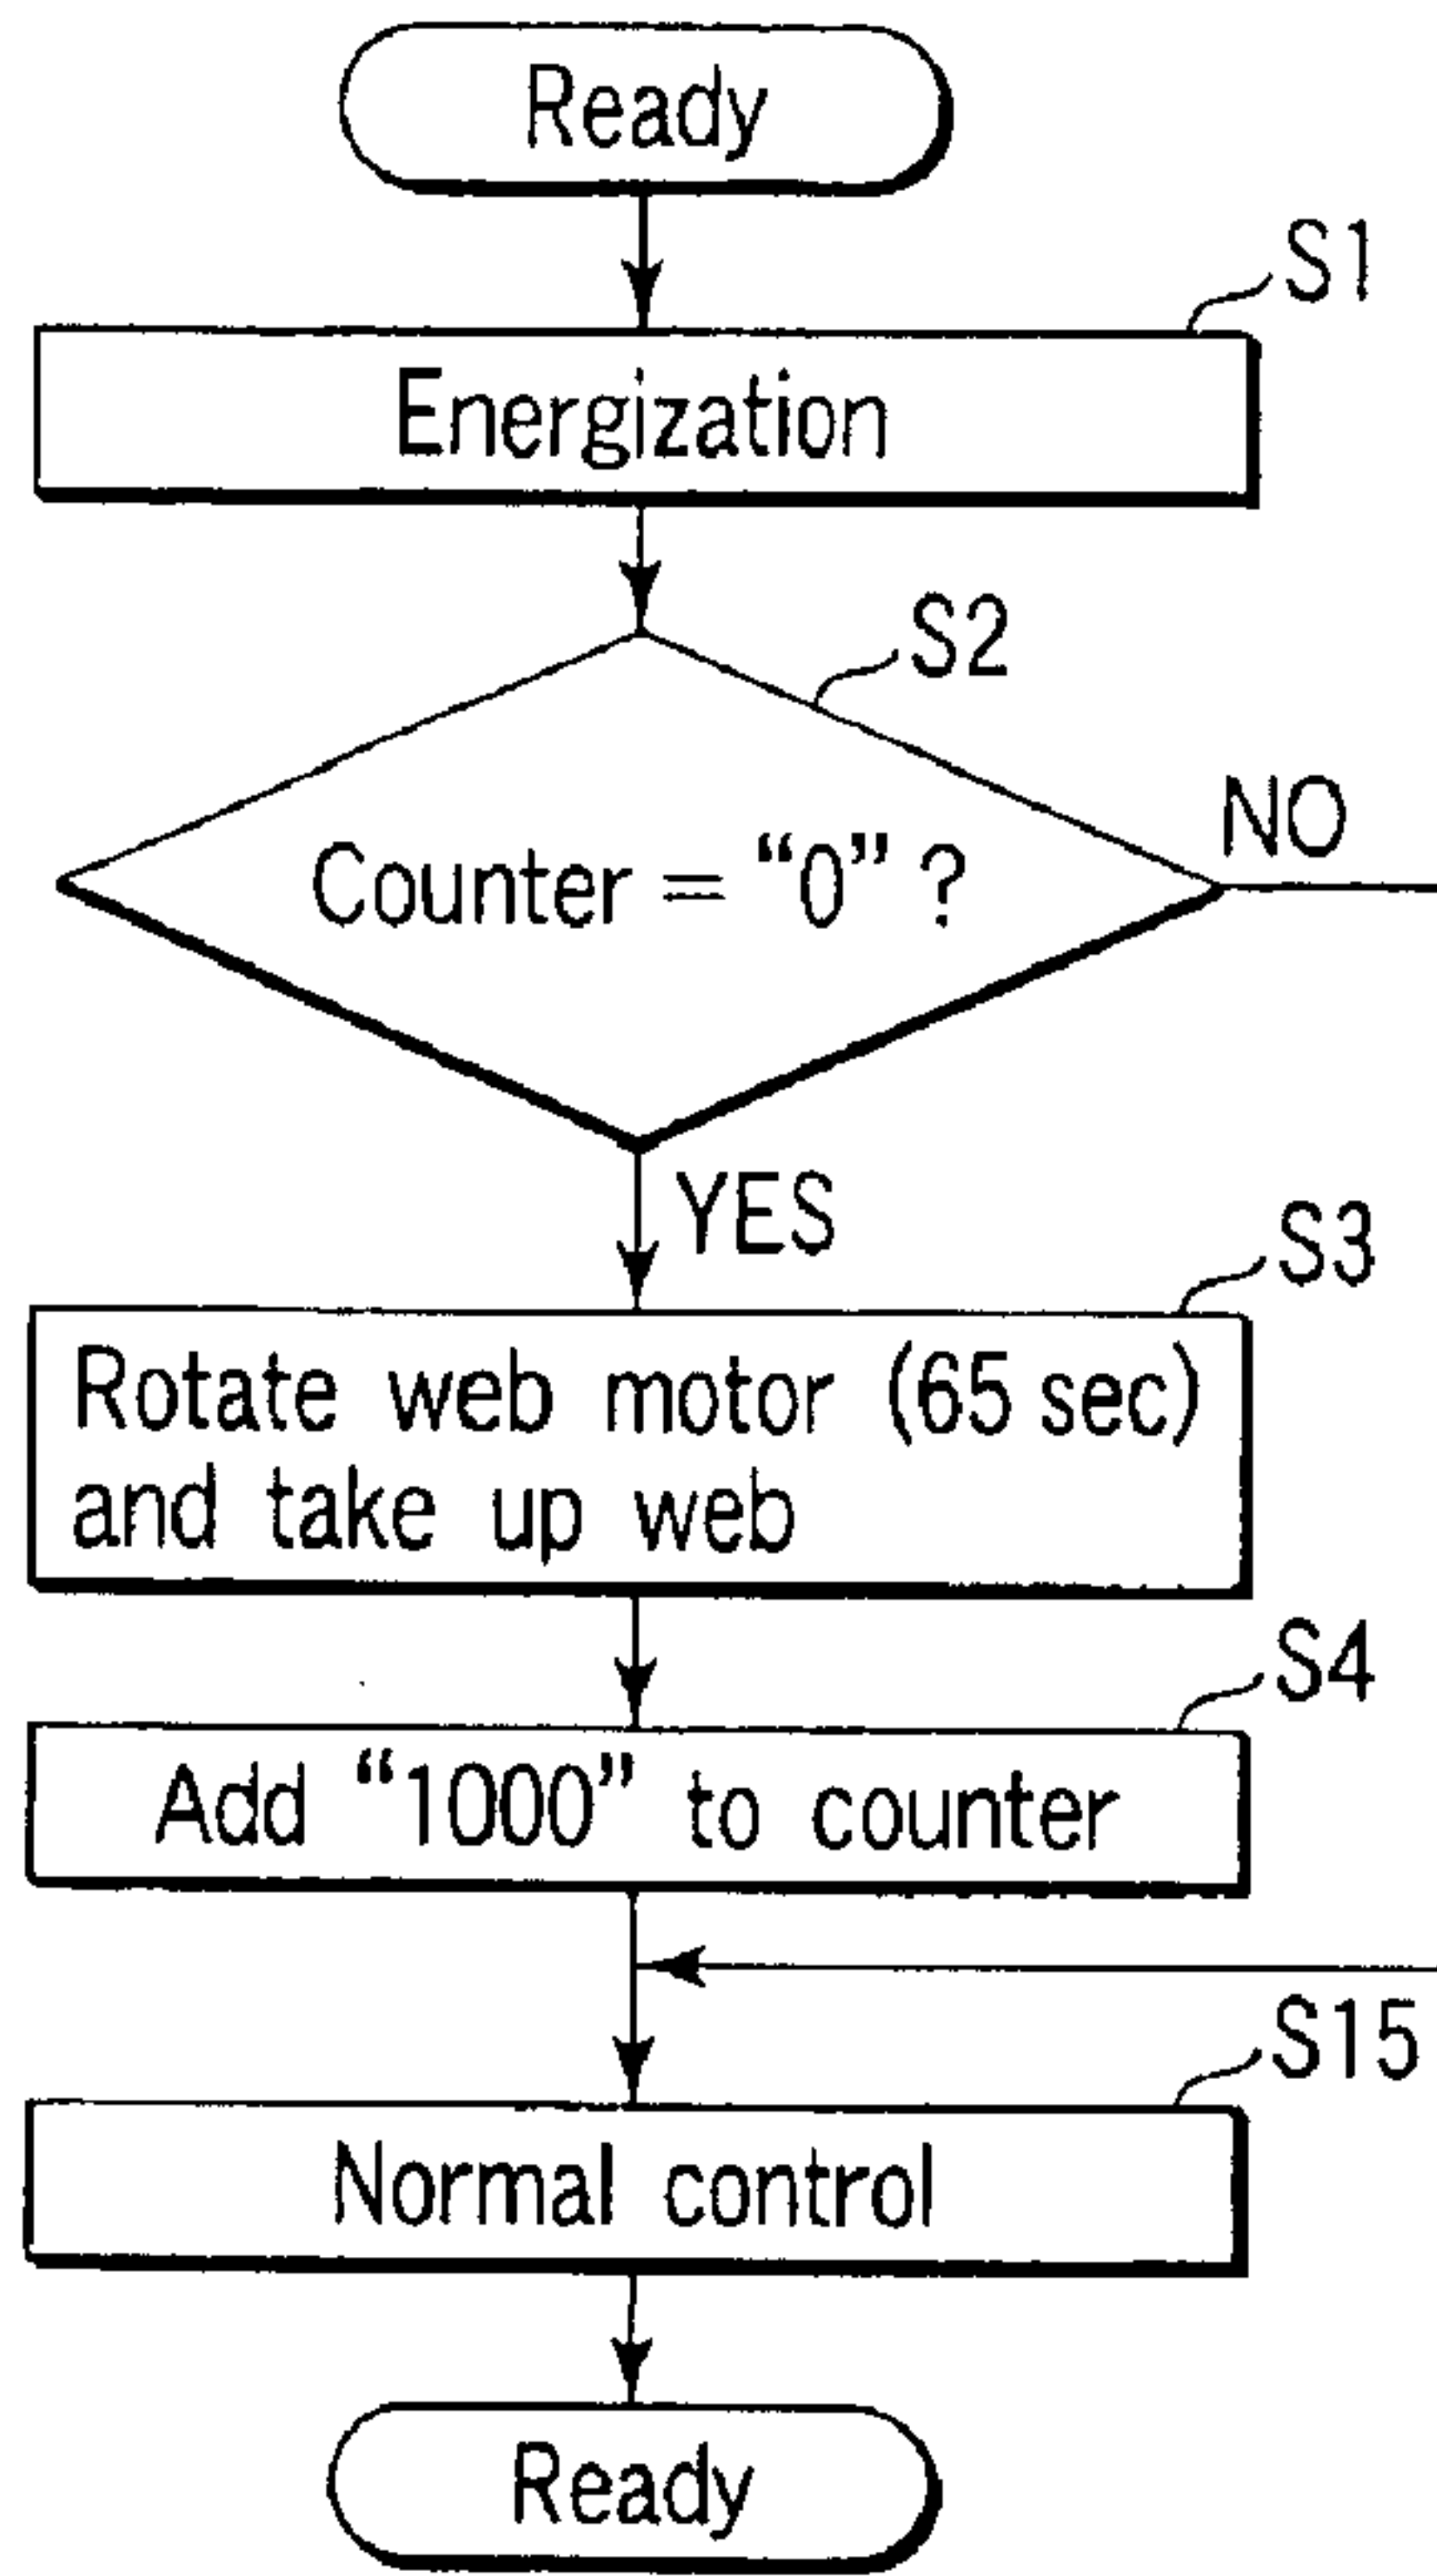 Ready
S1
Energization
S2
Counter = “0” ?
NO
YES
S3
Rotate web motor (65 sec)
and take up web
S4
Add “1000” to counter
S15
Normal control
Ready